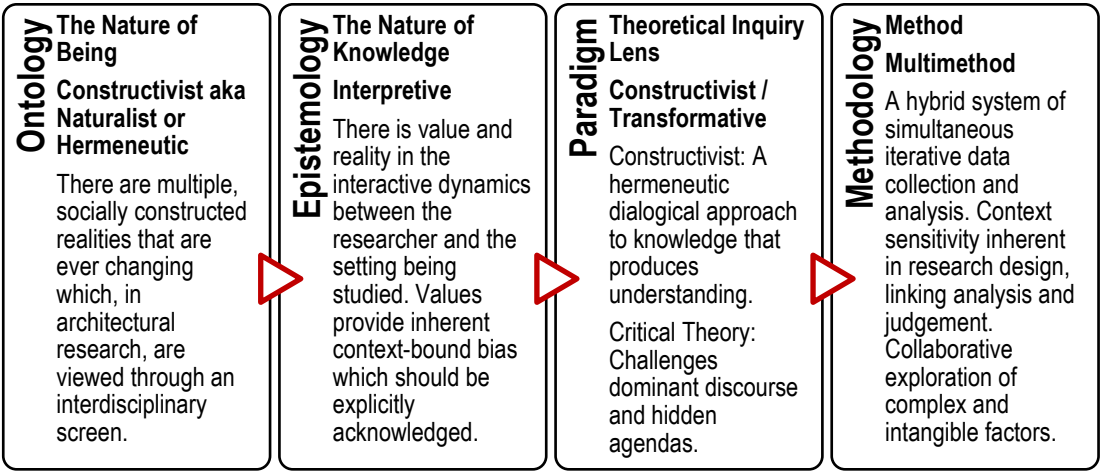 Ontology
The Nature of
Being
Constructivist aka
Naturalist or
Hermeneutic
There are multiple,
socially constructed
realities that are
ever changing
which, in
architectural
research, are
viewed through an
interdisciplinary
screen.
Epistemology
The Nature of
Knowledge
Interpretive
There is value and
reality in the
interactive dynamics
between the
researcher and the
setting being
studied. Values
provide inherent
context-bound bias
which should be
explicitly
acknowledged.
Paradigm
Theoretical Inquiry
Lens
Constructivist /
Transformative
Constructivist: A
hermeneutic
dialogical approach
to knowledge that
produces
understanding.
Critical Theory:
Challenges
dominant discourse
and hidden
agendas.
Methodology
Method
Multimethod
A hybrid system of
simultaneous
iterative data
collection and
analysis. Context
sensitivity inherent
in research design,
linking analysis and
judgement.
Collaborative
exploration of
complex and
intangible factors.